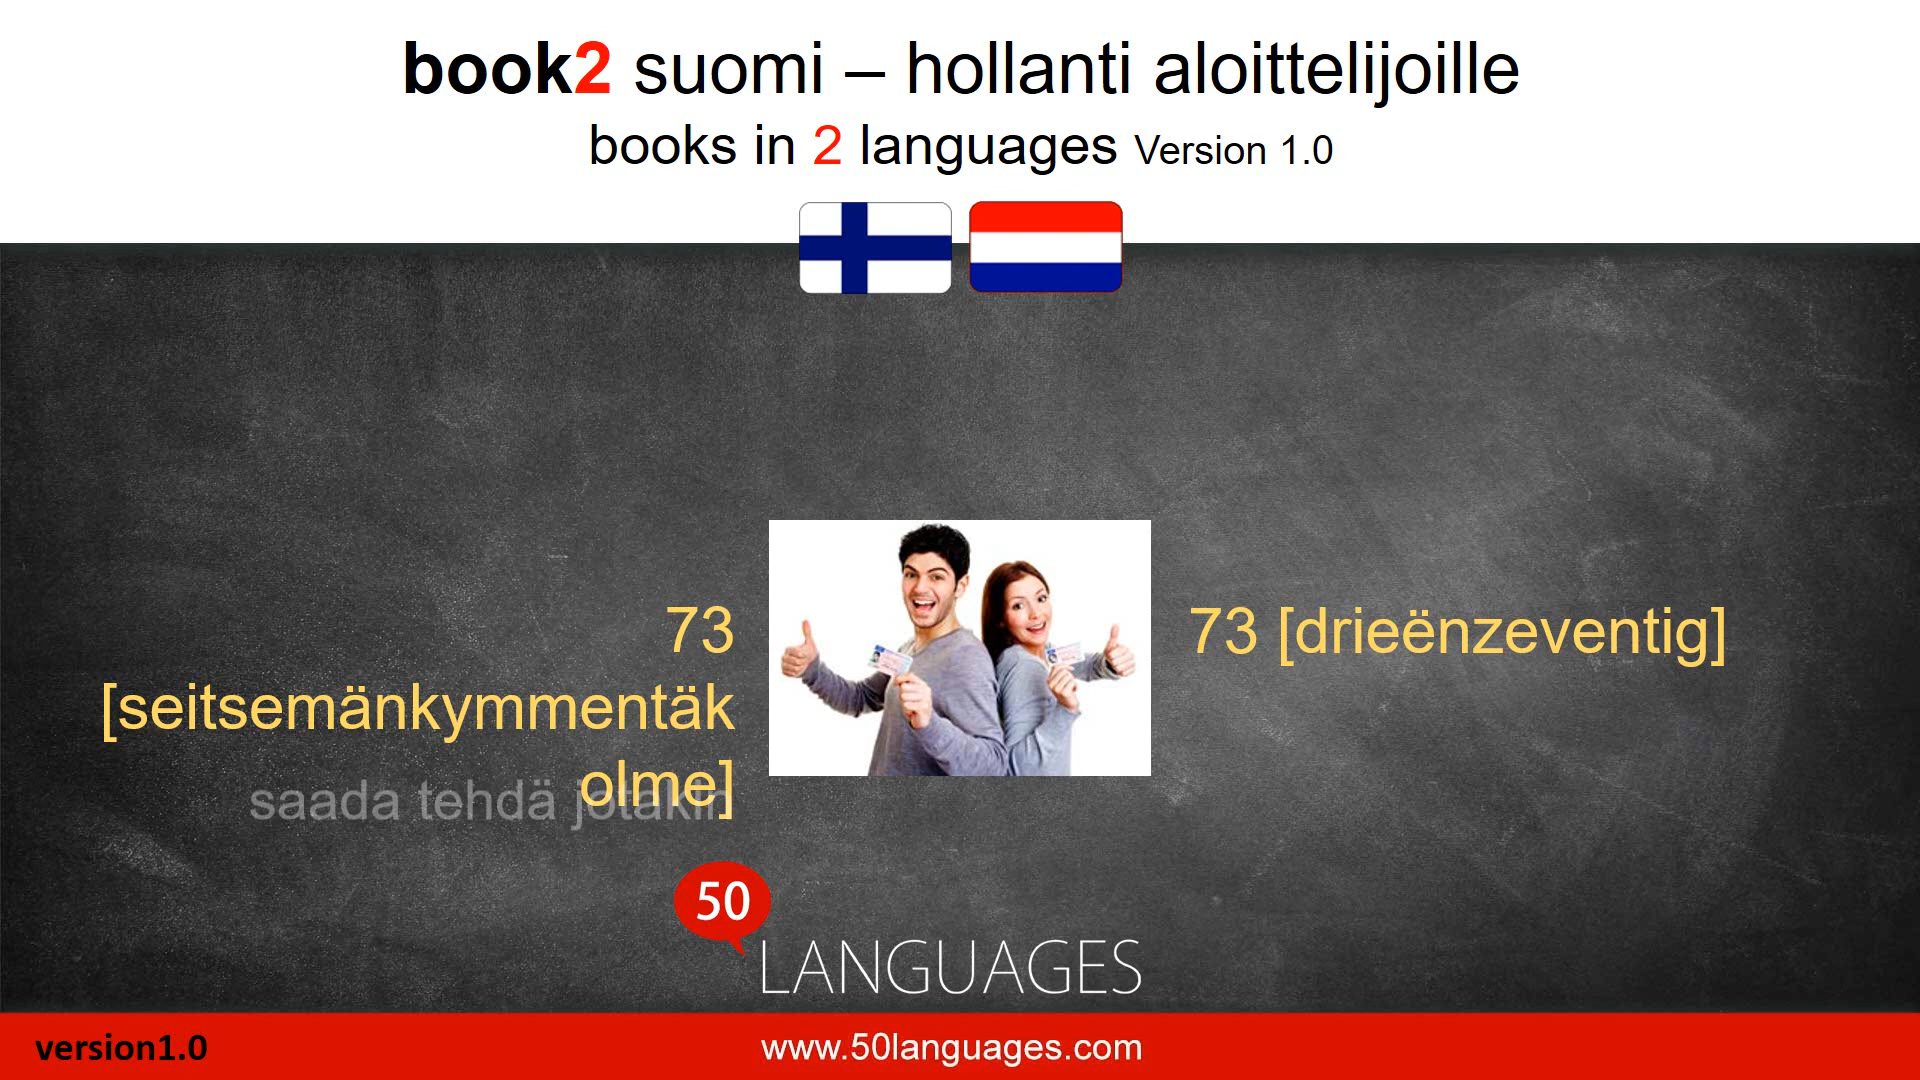 book2 suomi – hollanti aloittelijoille
books in 2 languages Version 1.0
73
[seitsemänkymmentäk
olme]
saada tehdä jotakin
73 [drieënzeventig]
50
LANGUAGES
version1.0
www.50languages.com